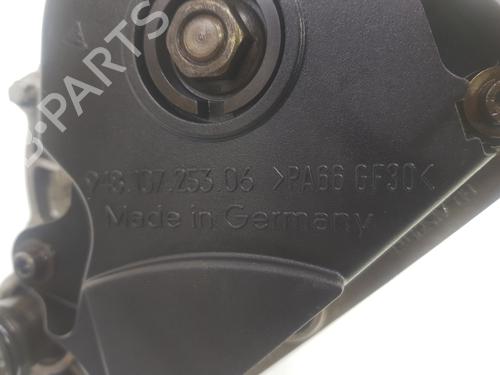 B-PARTS
948.107.253.06 >PA66 GF30<
Made in Germany